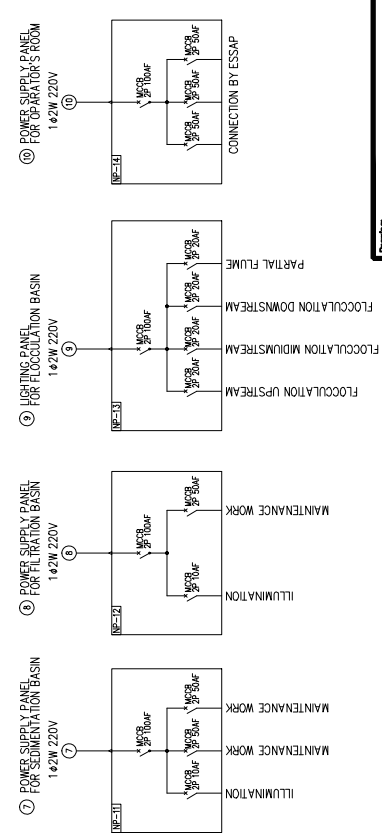 ⑦ POWER SUPPLY PANEL
FOR SEDIMENTATION BASIN
1φ2W 220V
⑦
NP-11
MCCB
2P 100AF
MCCB
2P 10AF
MCCB
2P 50AF
MCCB
2P 50AF
ILLUMINATION
MAINTENANCE WORK
MAINTENANCE WORK
⑧ POWER SUPPLY PANEL
FOR FILTRATION BASIN
1φ2W 220V
⑧
NP-12
MCCB
2P 100AF
MCCB
2P 10AF
MCCB
2P 50AF
ILLUMINATION
MAINTENANCE WORK
⑨ LIGHTING PANEL
FOR FLOCCULATION BASIN
1φ2W 220V
⑨
NP-13
MCCB
2P 100AF
MCCB
2P 20AF
MCCB
2P 20AF
MCCB
2P 20AF
MCCB
2P 20AF
FLOCCULATION UPSTREAM
FLOCCULATION MIDIUMSTREAM
FLOCCULATION DOWNSTREAM
PARTIAL FLUME
⑩ POWER SUPPLY PANEL
FOR OPARATOR'S ROOM
1φ2W 220V
⑩
NP-14
MCCB
2P 100AF
MCCB
2P 50AF
MCCB
2P 50AF
MCCB
2P 50AF
CONNECTION BY ESSAP